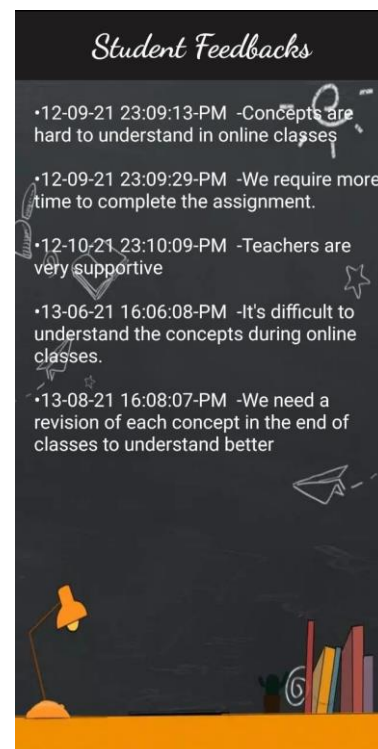 Student Feedbacks
•12-09-21 23:09:13-PM -Concepts are
hard to understand in online classes
•12-09-21 23:09:29-PM -We require more
time to complete the assignment.
•12-10-21 23:10:09-PM -Teachers are
very supportive
•13-06-21 16:06:08-PM -It's difficult to
understand the concepts during online
classes.
•13-08-21 16:08:07-PM -We need a
revision of each concept in the end of
classes to understand better